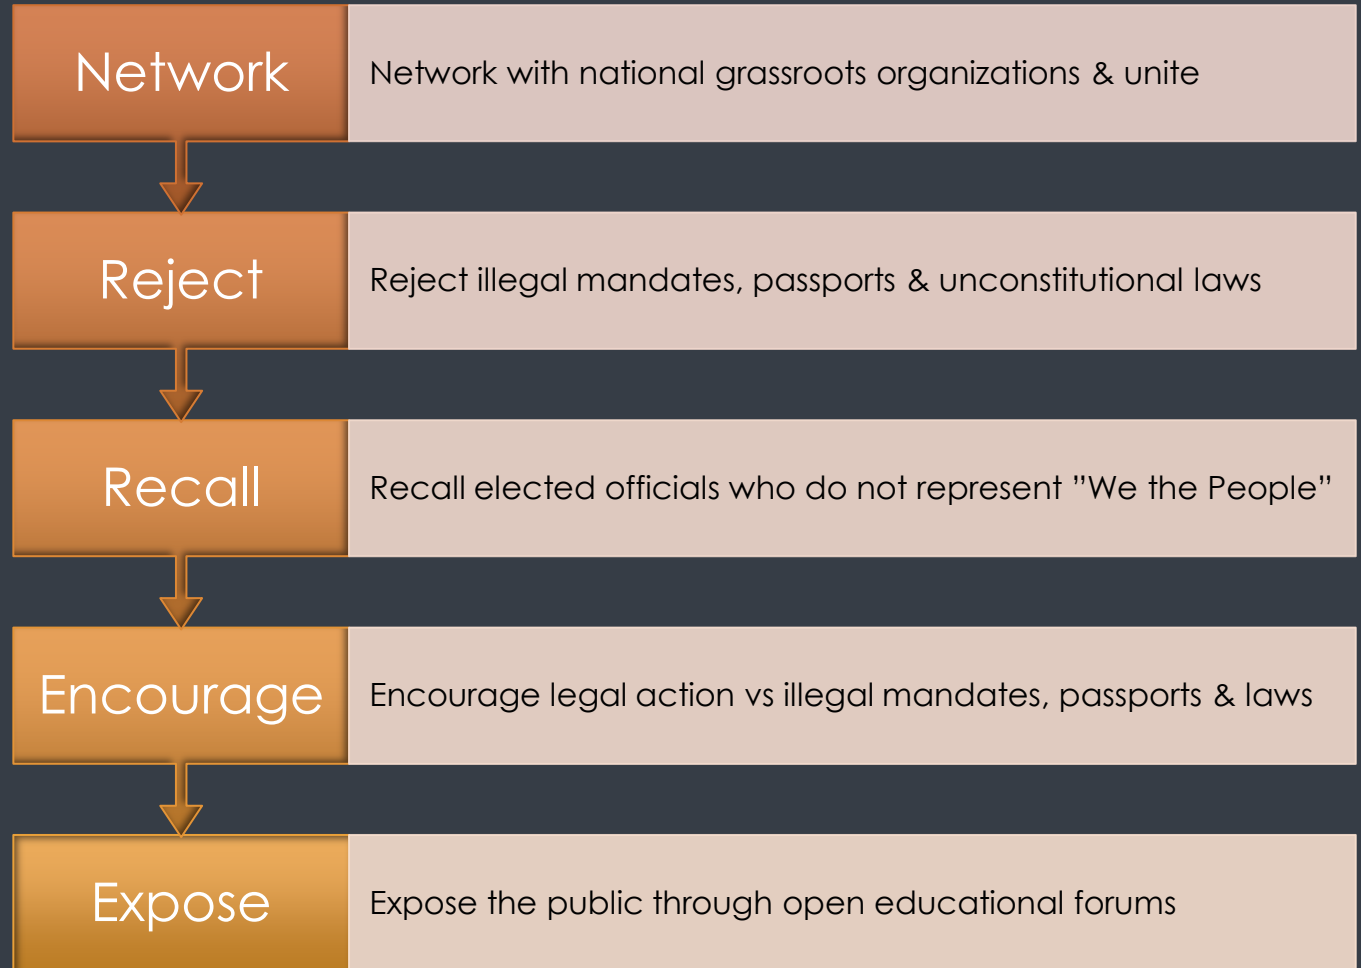 Network
Network with national grassroots organizations & unite
Reject
Reject illegal mandates, passports & unconstitutional laws
Recall
Recall elected officials who do not represent ”We the People”
Encourage
Encourage legal action vs illegal mandates, passports & laws
Expose
Expose the public through open educational forums